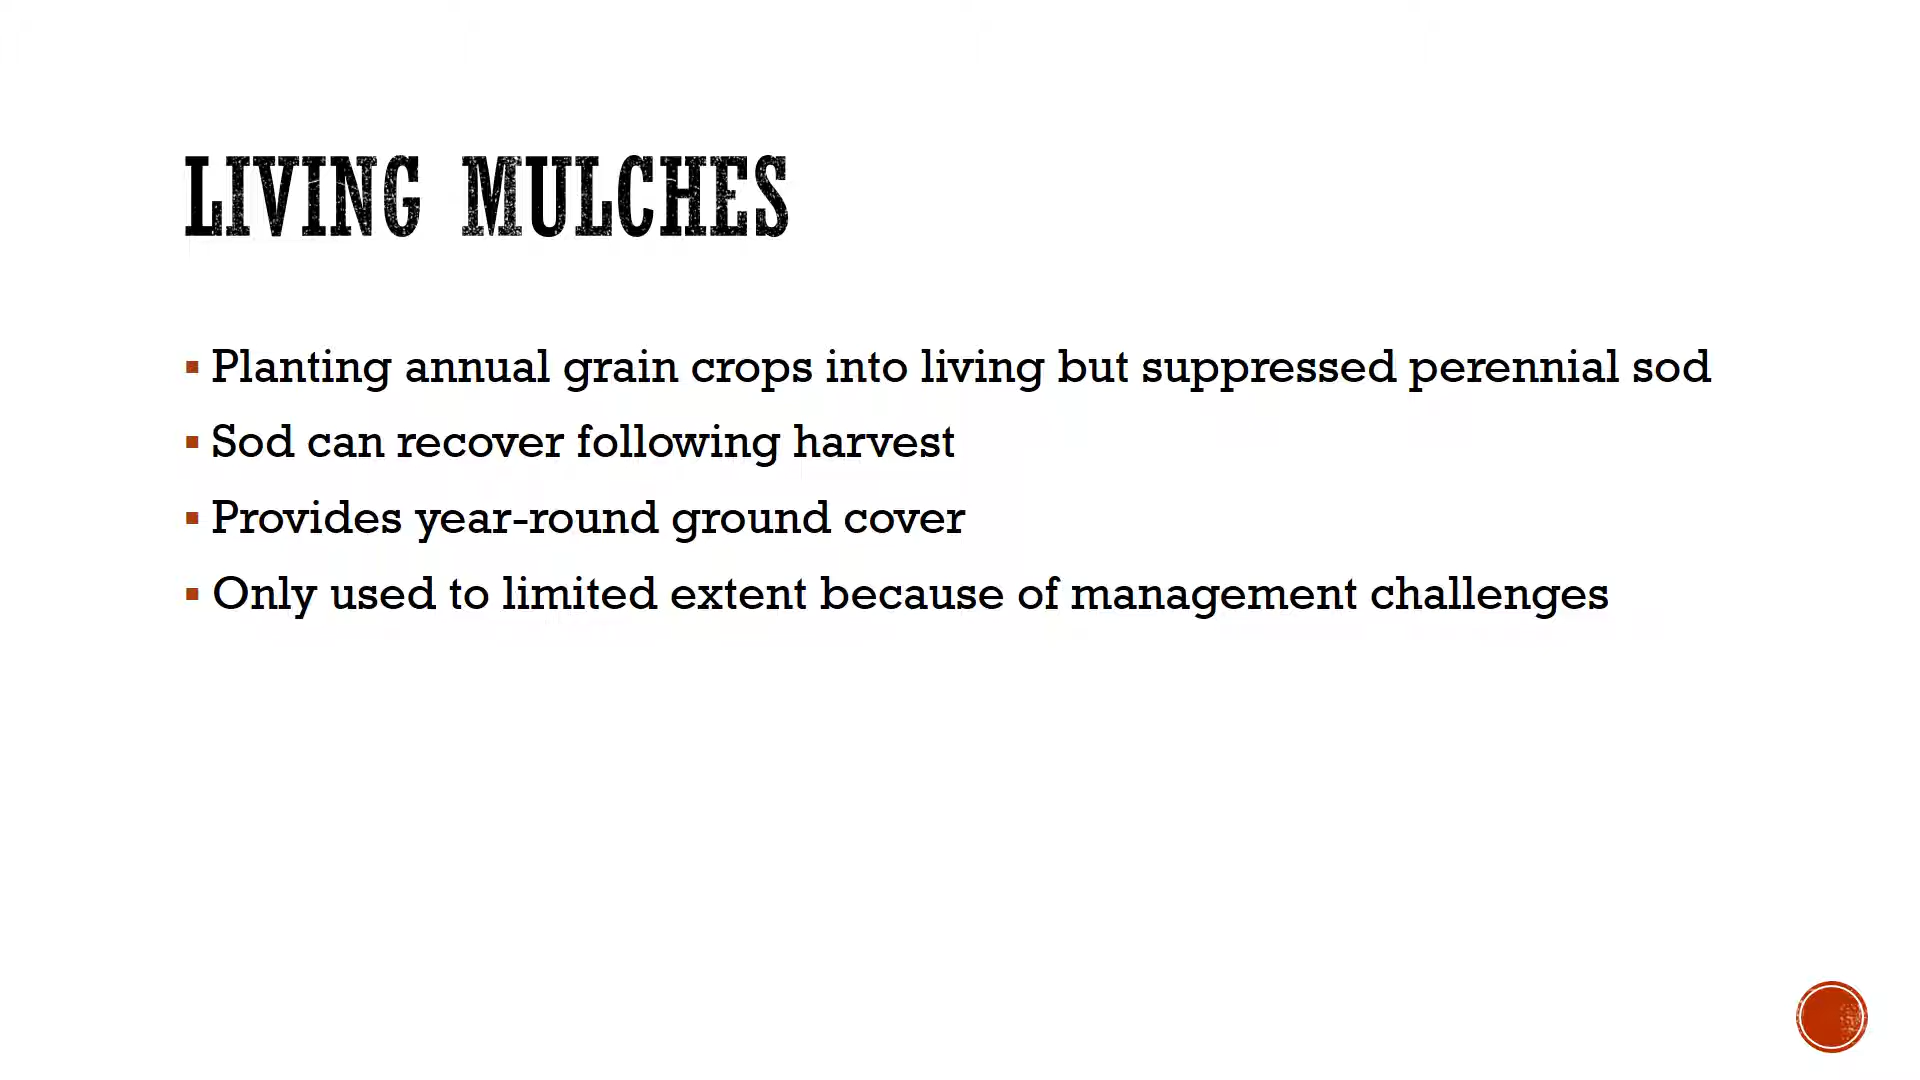 LIVING MULCHES
▪ Planting annual grain crops into living but suppressed perennial sod
▪ Sod can recover following harvest
▪ Provides year-round ground cover
▪ Only used to limited extent because of management challenges